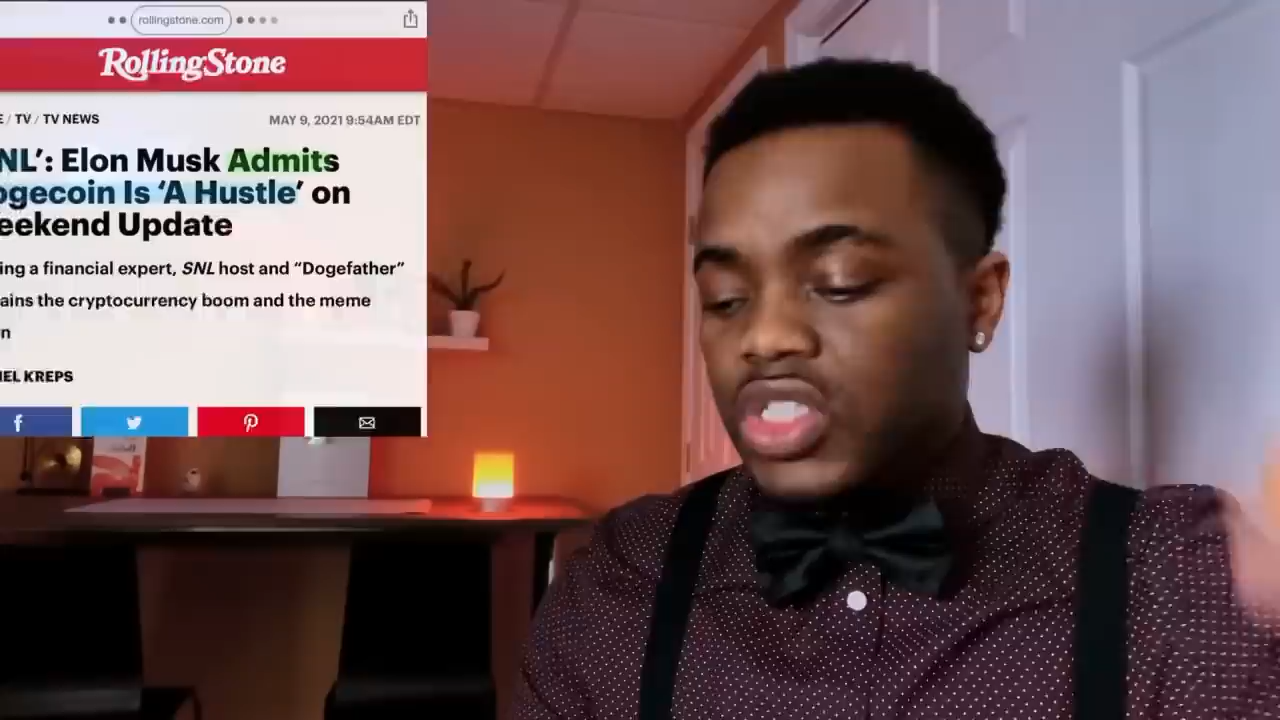 rollingstone.com
RollingStone
/ TV / TV NEWS
MAY 9, 2021 9:54AM EDT
NL’: Elon Musk Admits
ogecoin Is ‘A Hustle’ on
eekend Update
ing a financial expert, SNL host and “Dogefather”
ains the cryptocurrency boom and the meme
n
EL KREPS